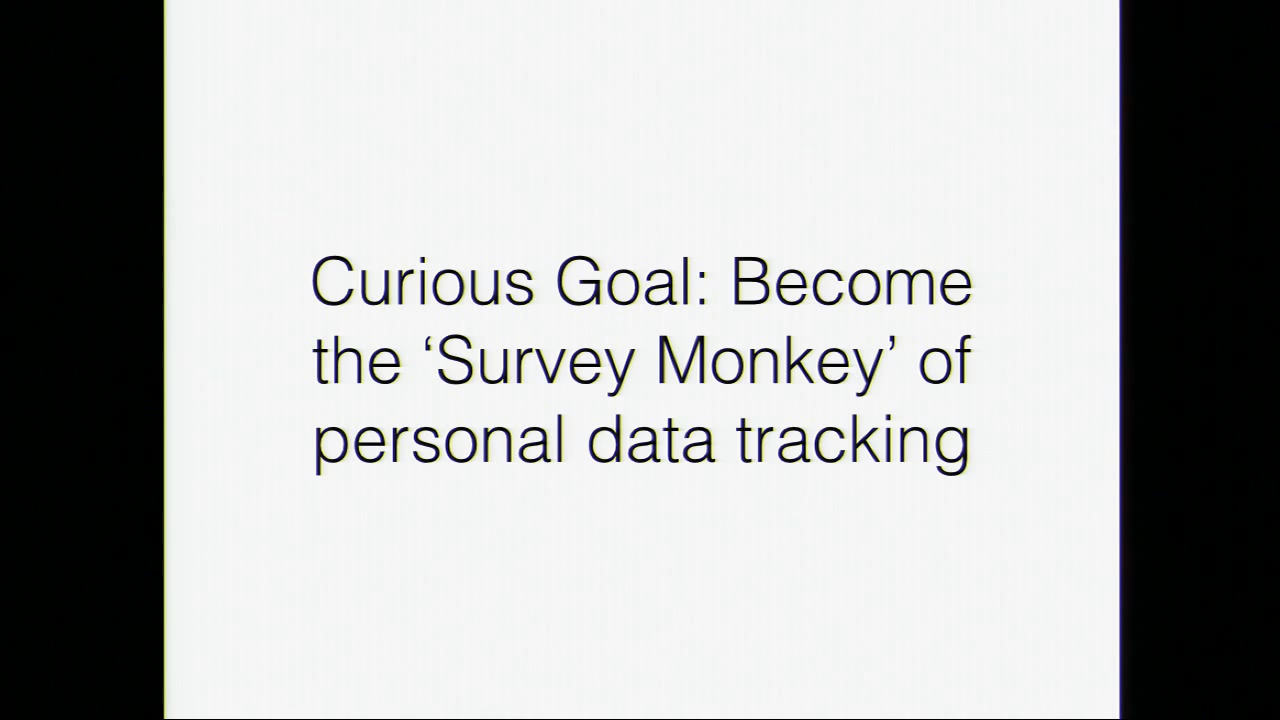 Curious Goal: Become
the ‘Survey Monkey’ of
personal data tracking